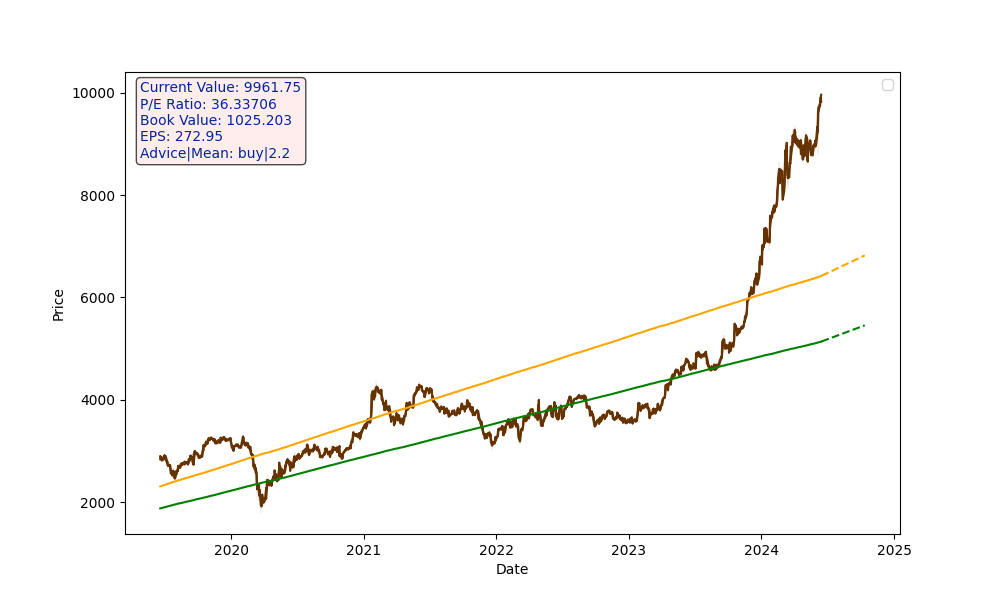 Current Value: 9961.75
P/E Ratio: 36.33706
Book Value: 1025.203
EPS: 272.95
Advice|Mean: buy|2.2
10000
8000
6000
4000
2000
Price
2020 2021 2022 2023 2024 2025
Date